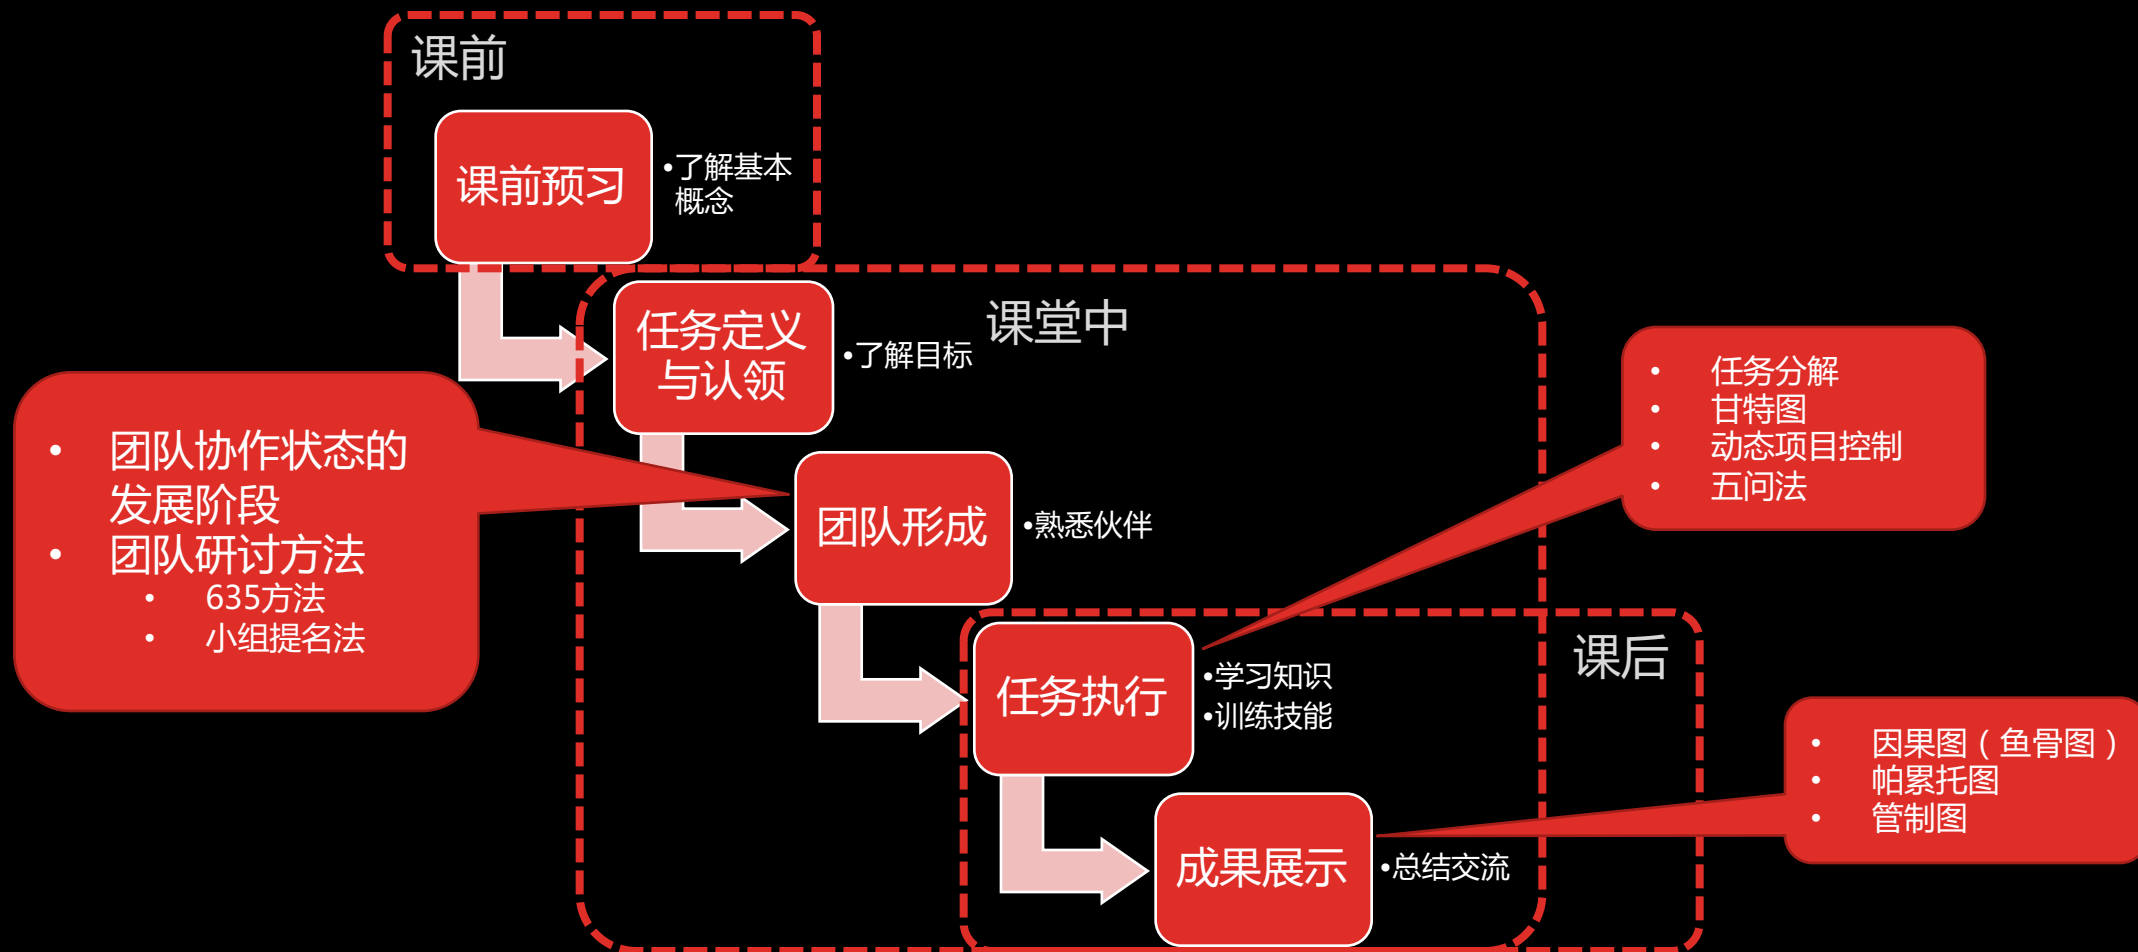 课前
课前预习
•了解基本
概念
课堂中
任务定义
与认领
•了解目标
• 团队协作状态的
发展阶段
• 团队研讨方法
• 635方法
• 小组提名法
团队形成
•熟悉伙伴
• 任务分解
• 甘特图
• 动态项目控制
• 五问法
课后
任务执行
•学习知识
•训练技能
• 因果图（鱼骨图）
• 帕累托图
• 管制图
成果展示
•总结交流